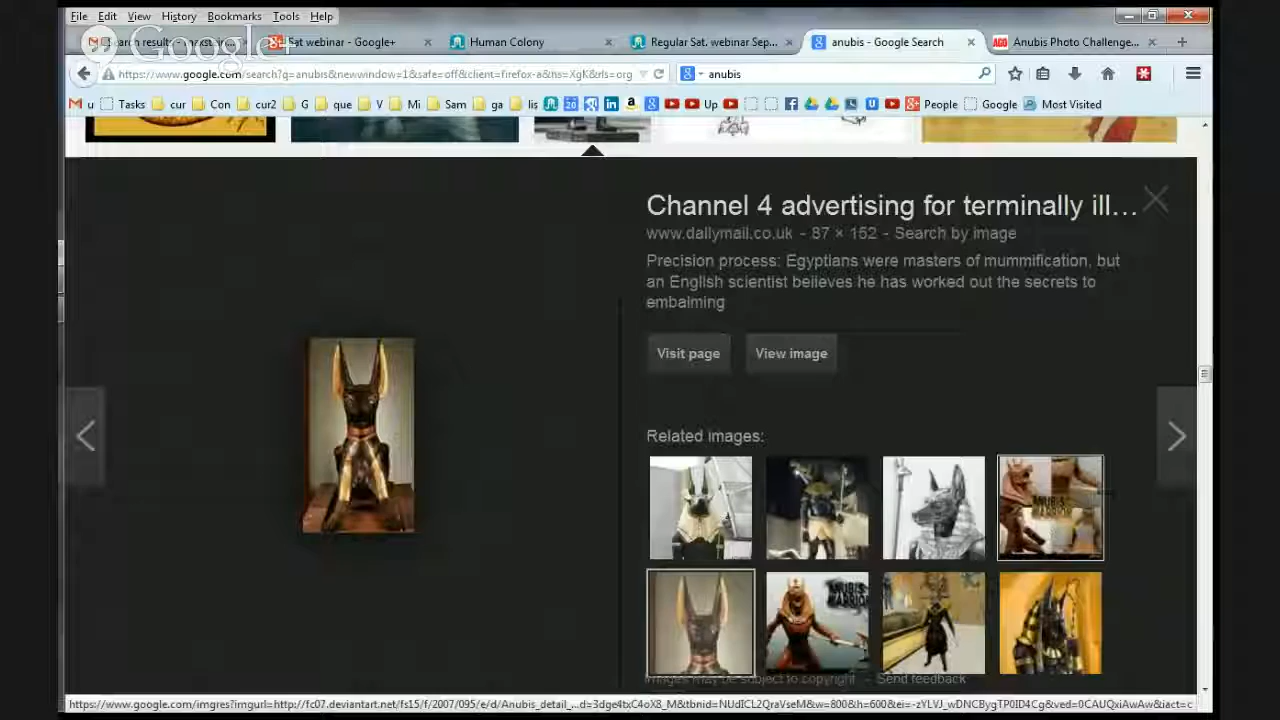 File Edit View History Bookmarks Tools Help
Google+
Sat webinar - Google+
Human Colony
Regular Sat. webinar Sep...
anubis - Google Search
Anubis Photo Challenge...
https://www.google.com/search?q=anubis&newwindow=1&safe=off&client=firefox-a&hs=XgK&rls=org
anubis
u Tasks cur Con cur2 G que V Mi Sam ga lis Up People Google Most Visited
Channel 4 advertising for terminally ill...
www.dailymail.co.uk - 87 × 152 - Search by image
Precision process: Egyptians were masters of mummification, but
an English scientist believes he has worked out the secrets to
embalming
Visit page View image
Related images:
ANUBIS
WARRIOR
ANUBIS
WARRIOR
Images may be subject to copyright. - Send feedback